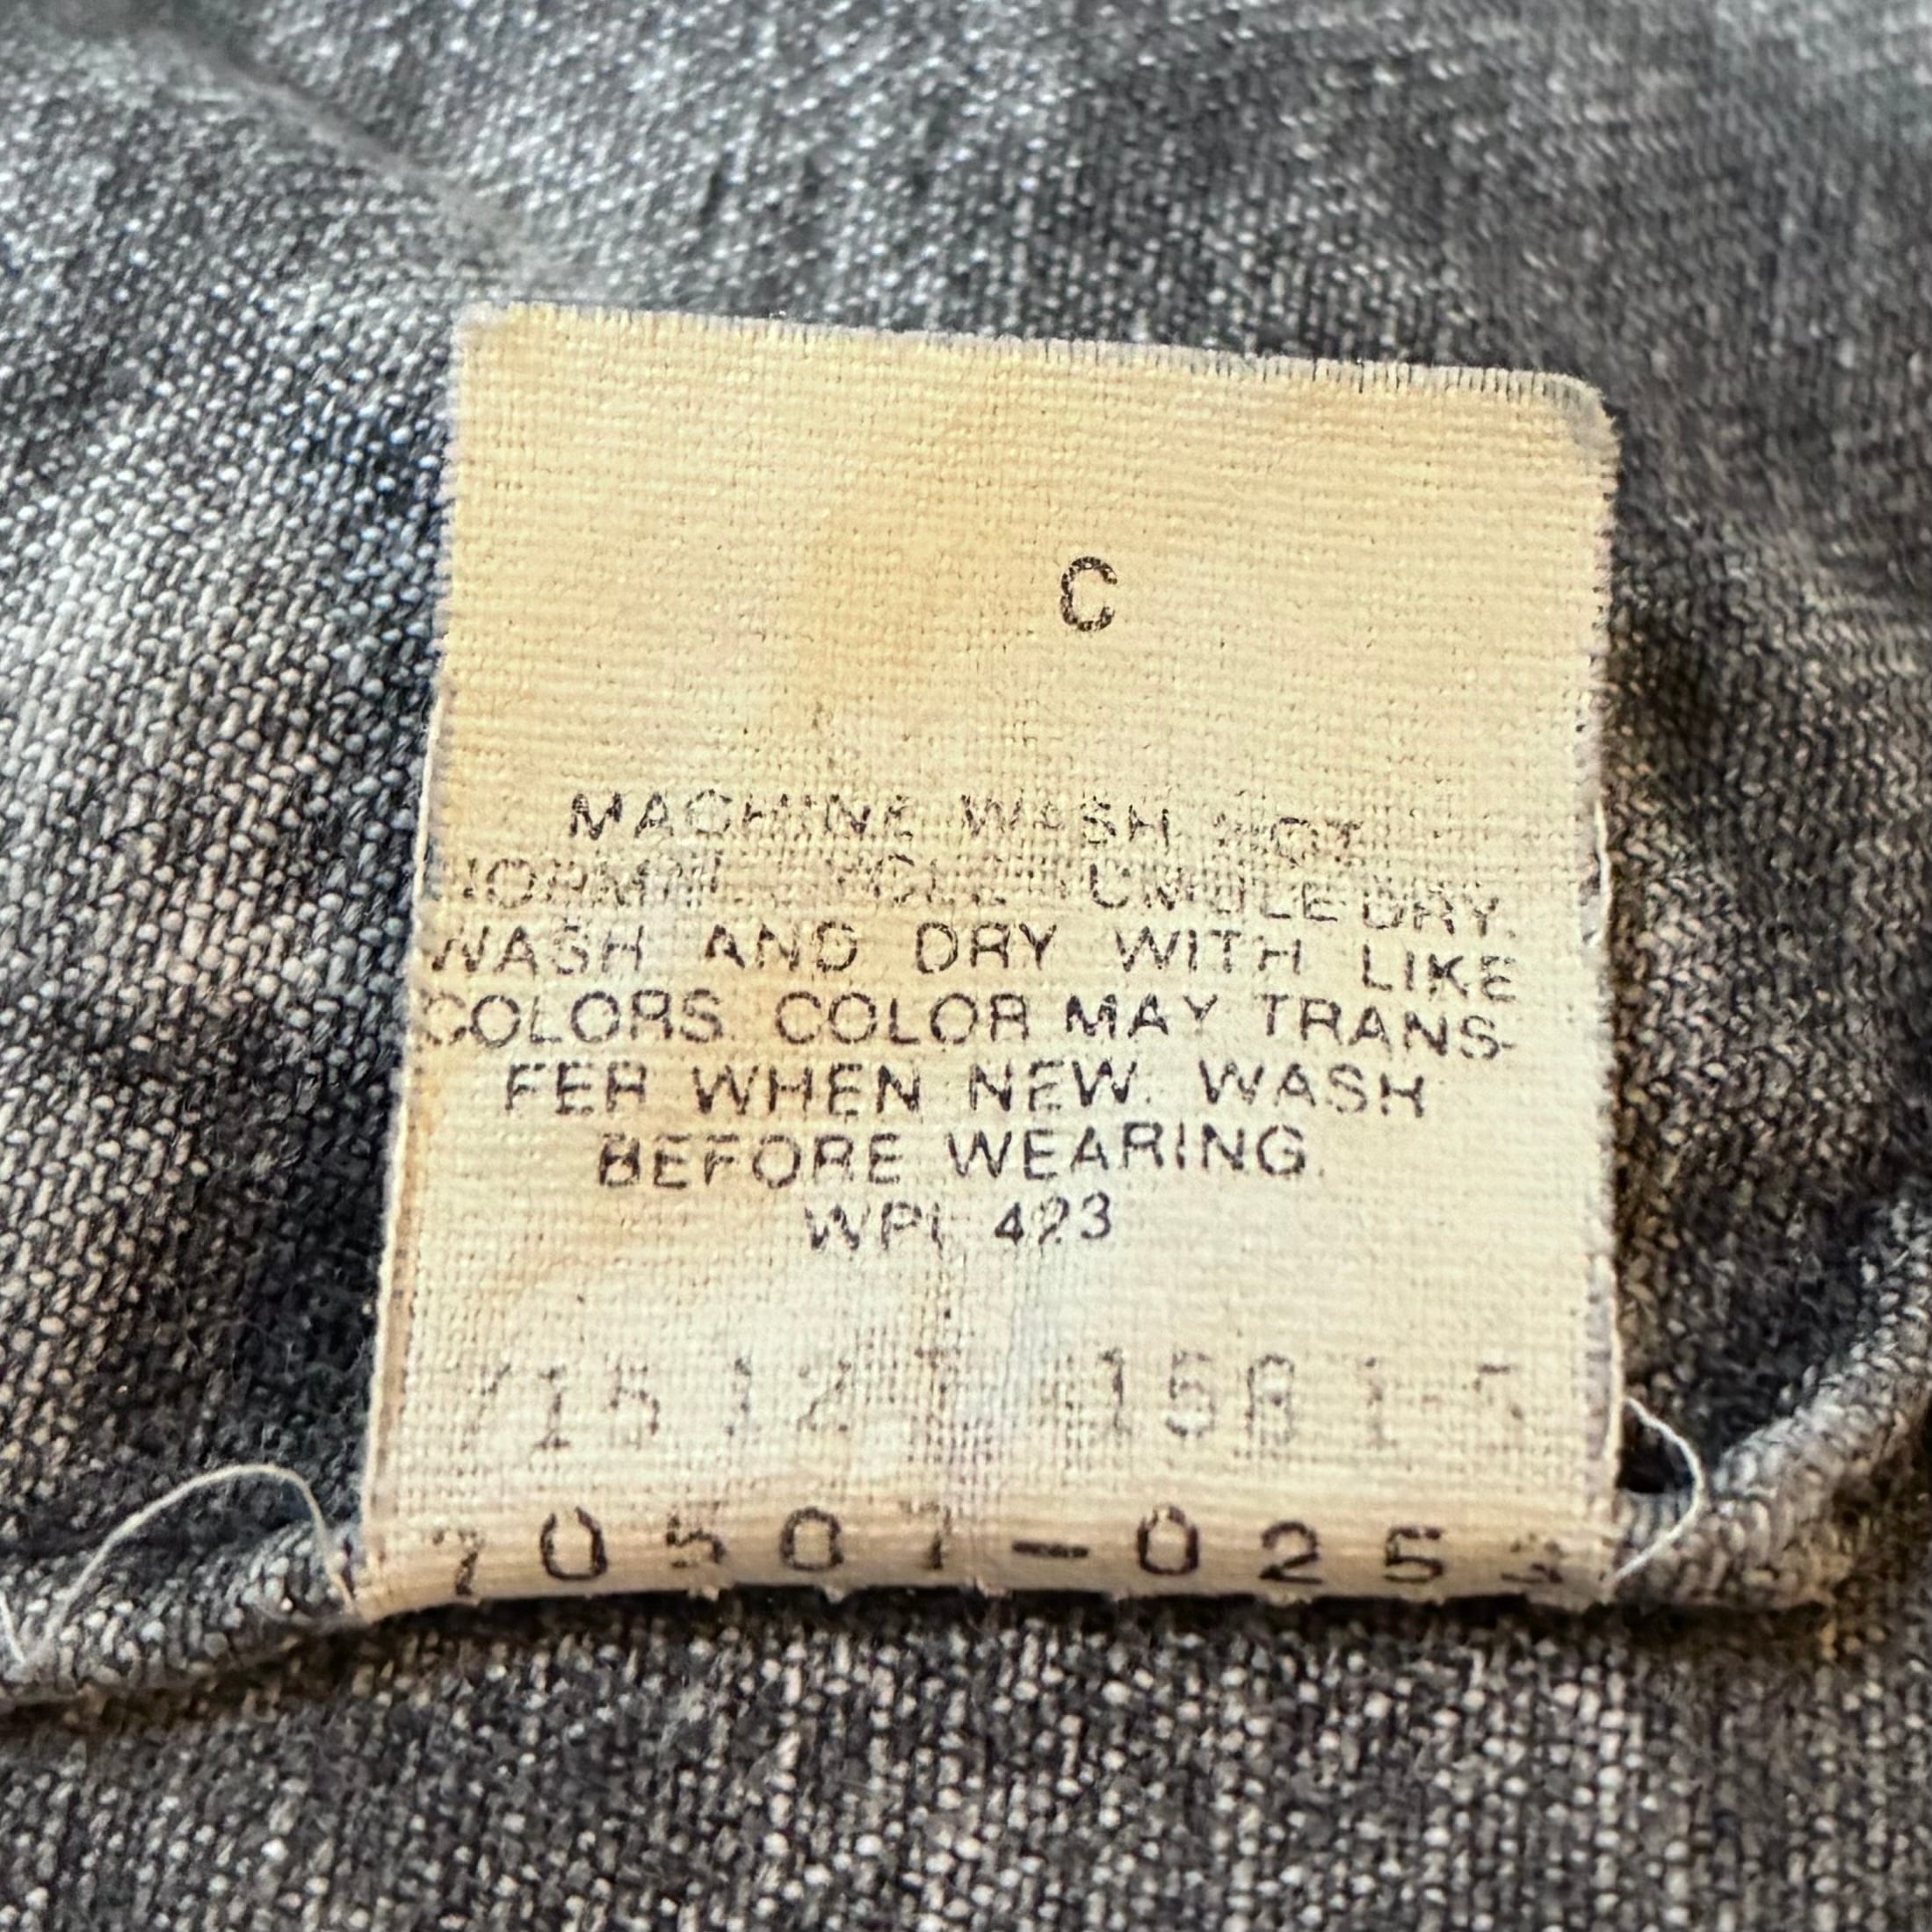 C
MACHINE WASH HOT
NORMAL CYCLE TUMBLE DRY.
WASH AND DRY WITH LIKE
COLORS. COLOR MAY TRANS-
FER WHEN NEW. WASH
BEFORE WEARING.
WPL 423
70507-0253